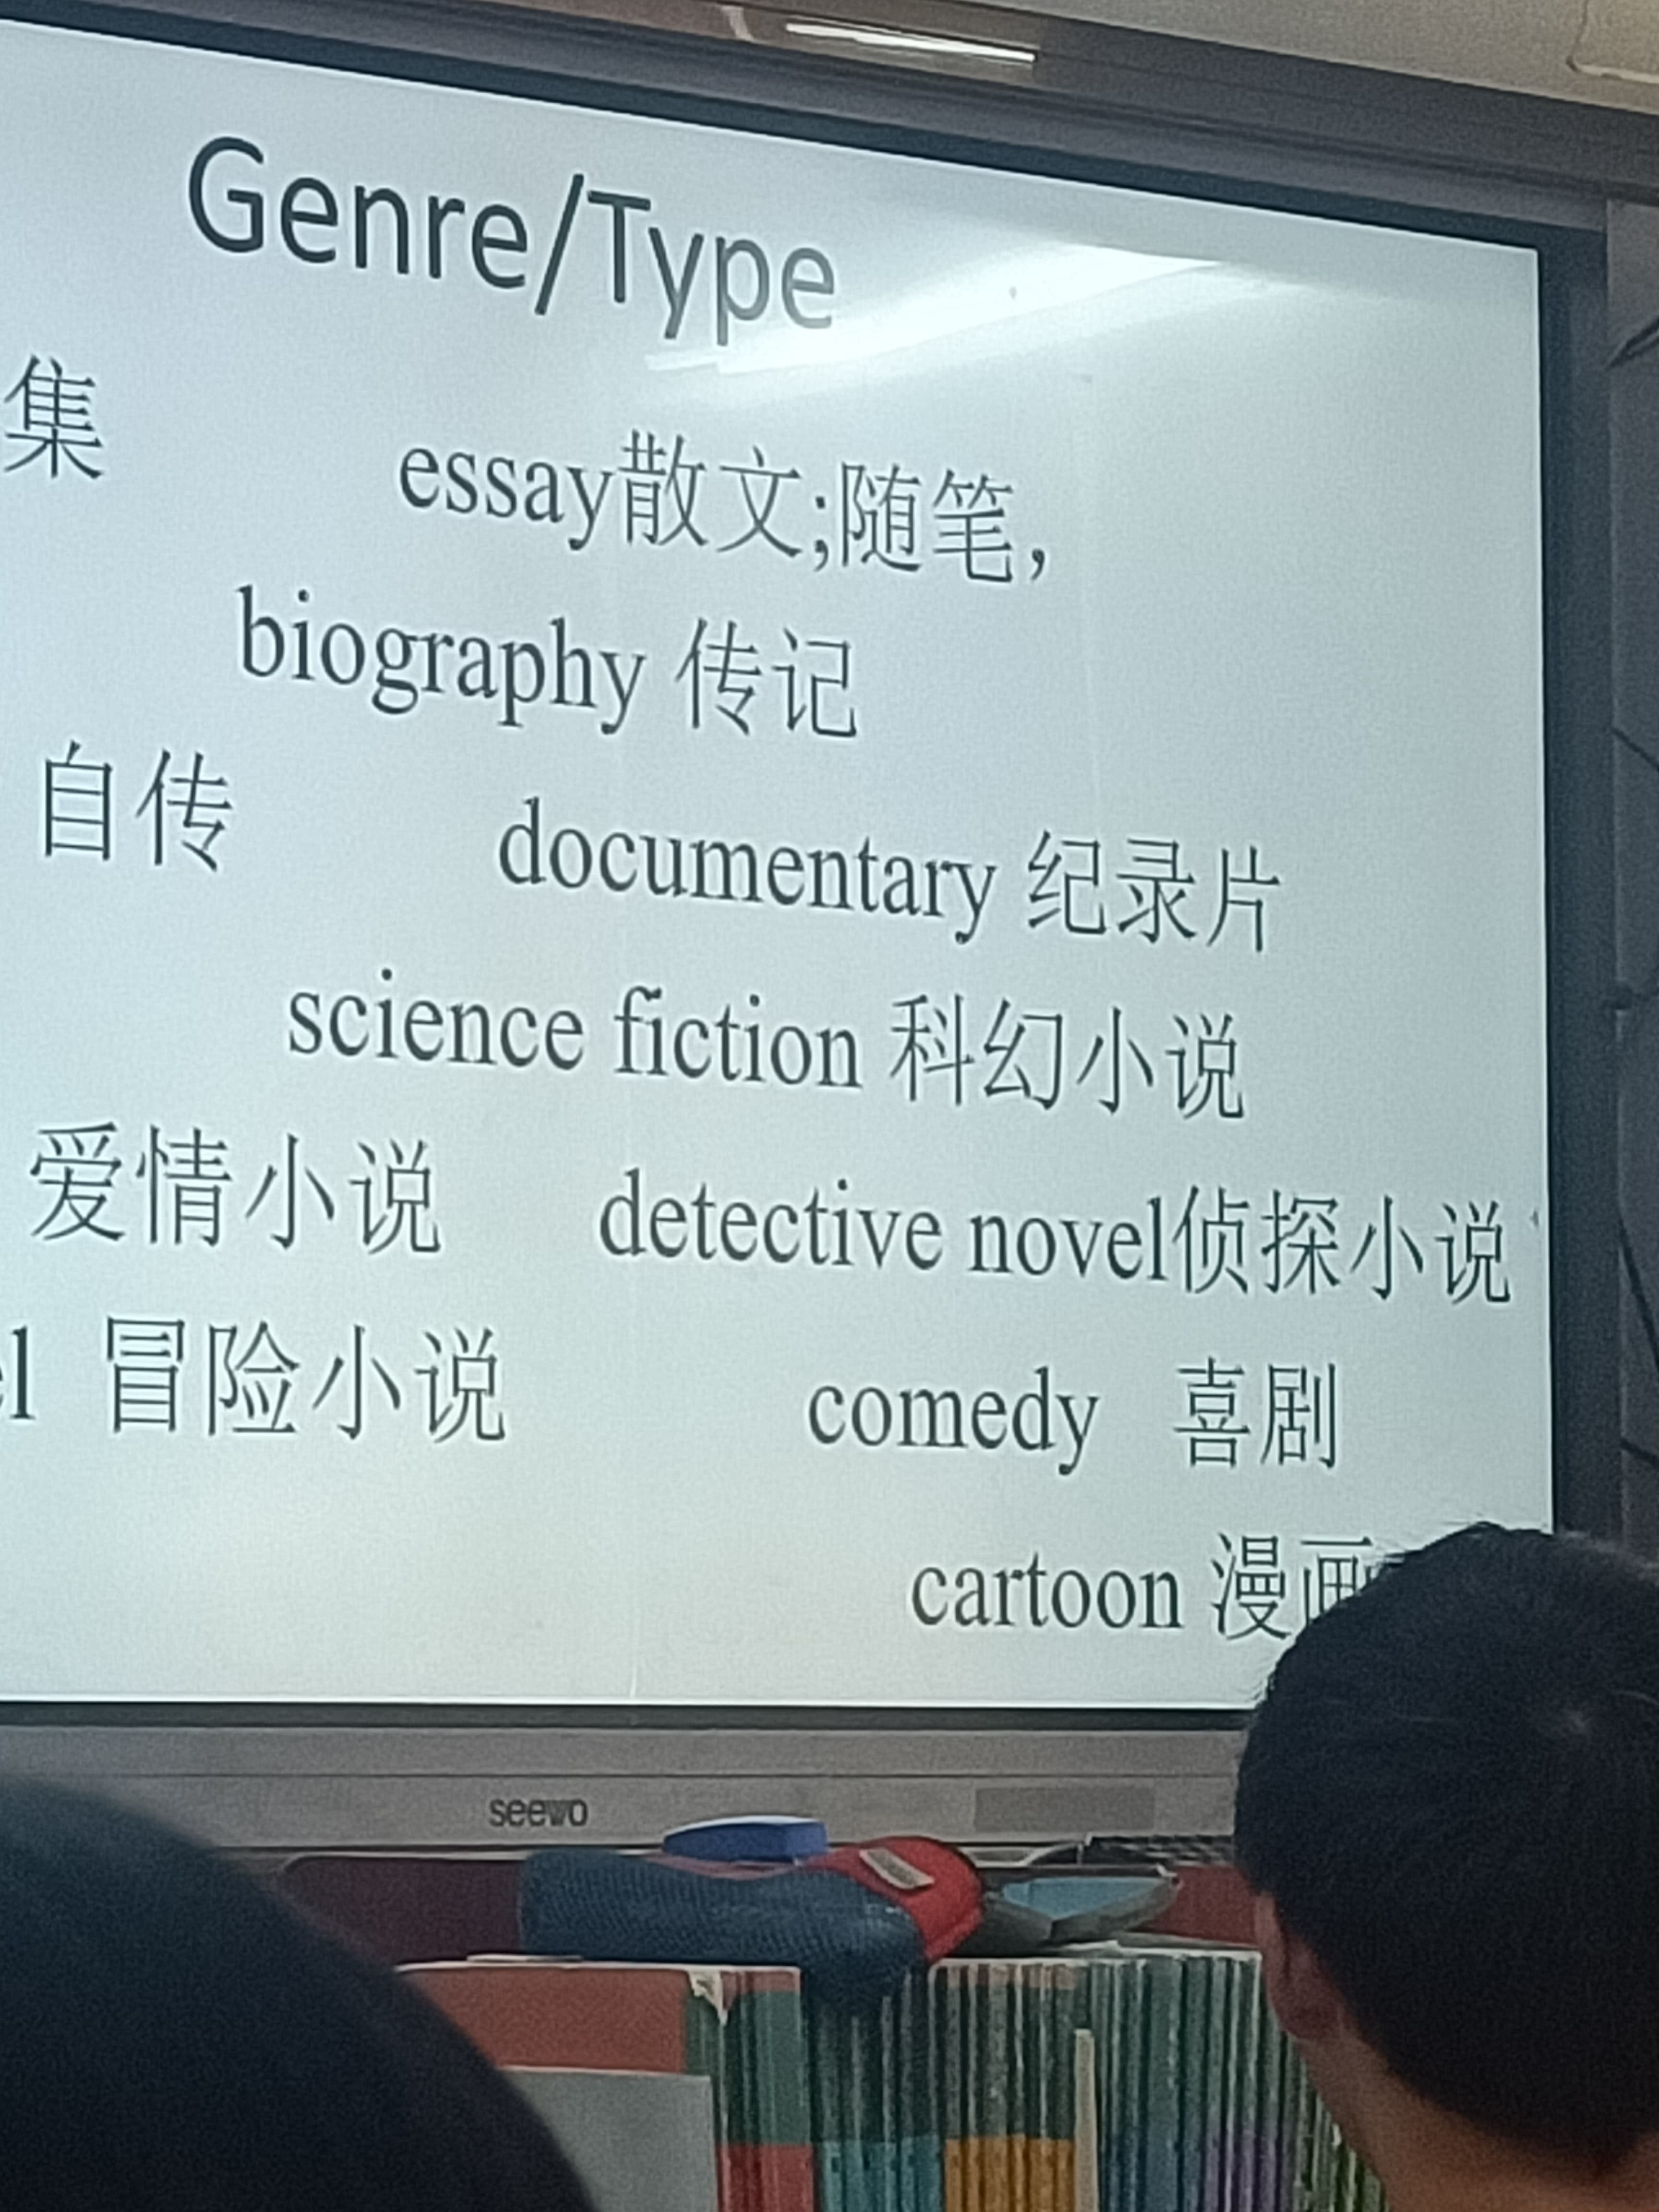 Genre/Type
集 essay散文;随笔,
biography 传记
自传 documentary 纪录片
science fiction 科幻小说
爱情小说 detective novel侦探小说
el 冒险小说 comedy 喜剧
cartoon 漫画
seewo